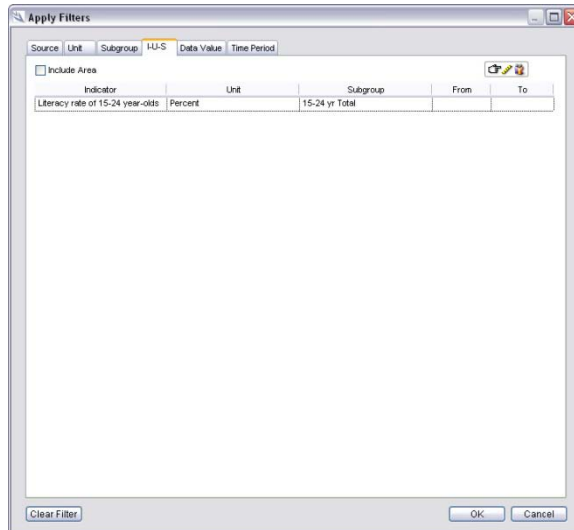 Apply Filters
Source Unit Subgroup I-U-S Data Value Time Period
Include Area
Indicator Unit Subgroup From To
Literacy rate of 15-24 year-olds Percent 15-24 yr Total
Clear Filter OK Cancel